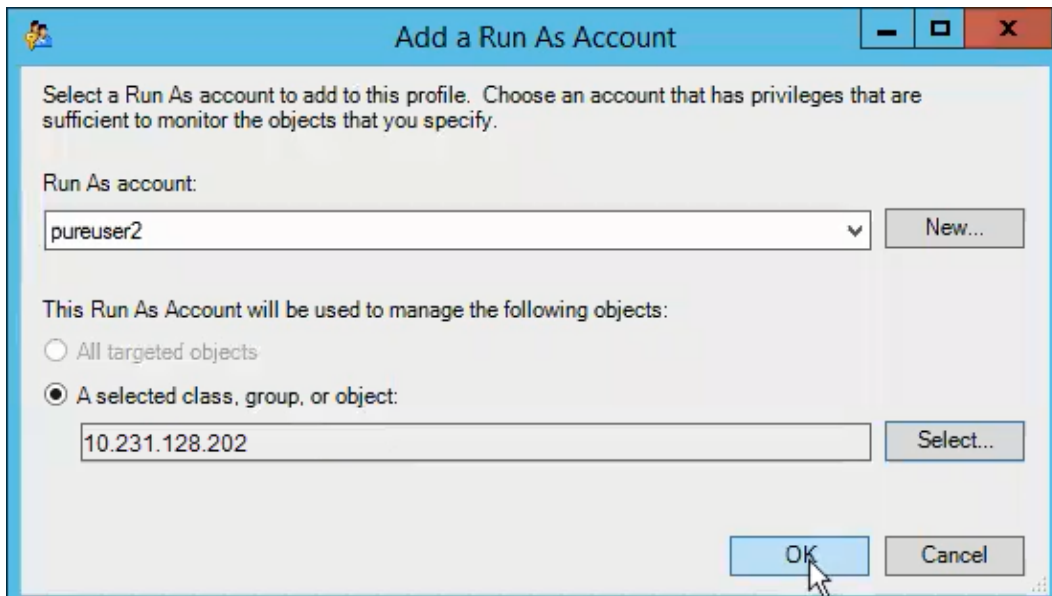 Add a Run As Account
Select a Run As account to add to this profile.  Choose an account that has privileges that are
sufficient to monitor the objects that you specify.
Run As account:
pureuser2
New...
This Run As Account will be used to manage the following objects:
All targeted objects
A selected class, group, or object:
10.231.128.202
Select...
OK
Cancel